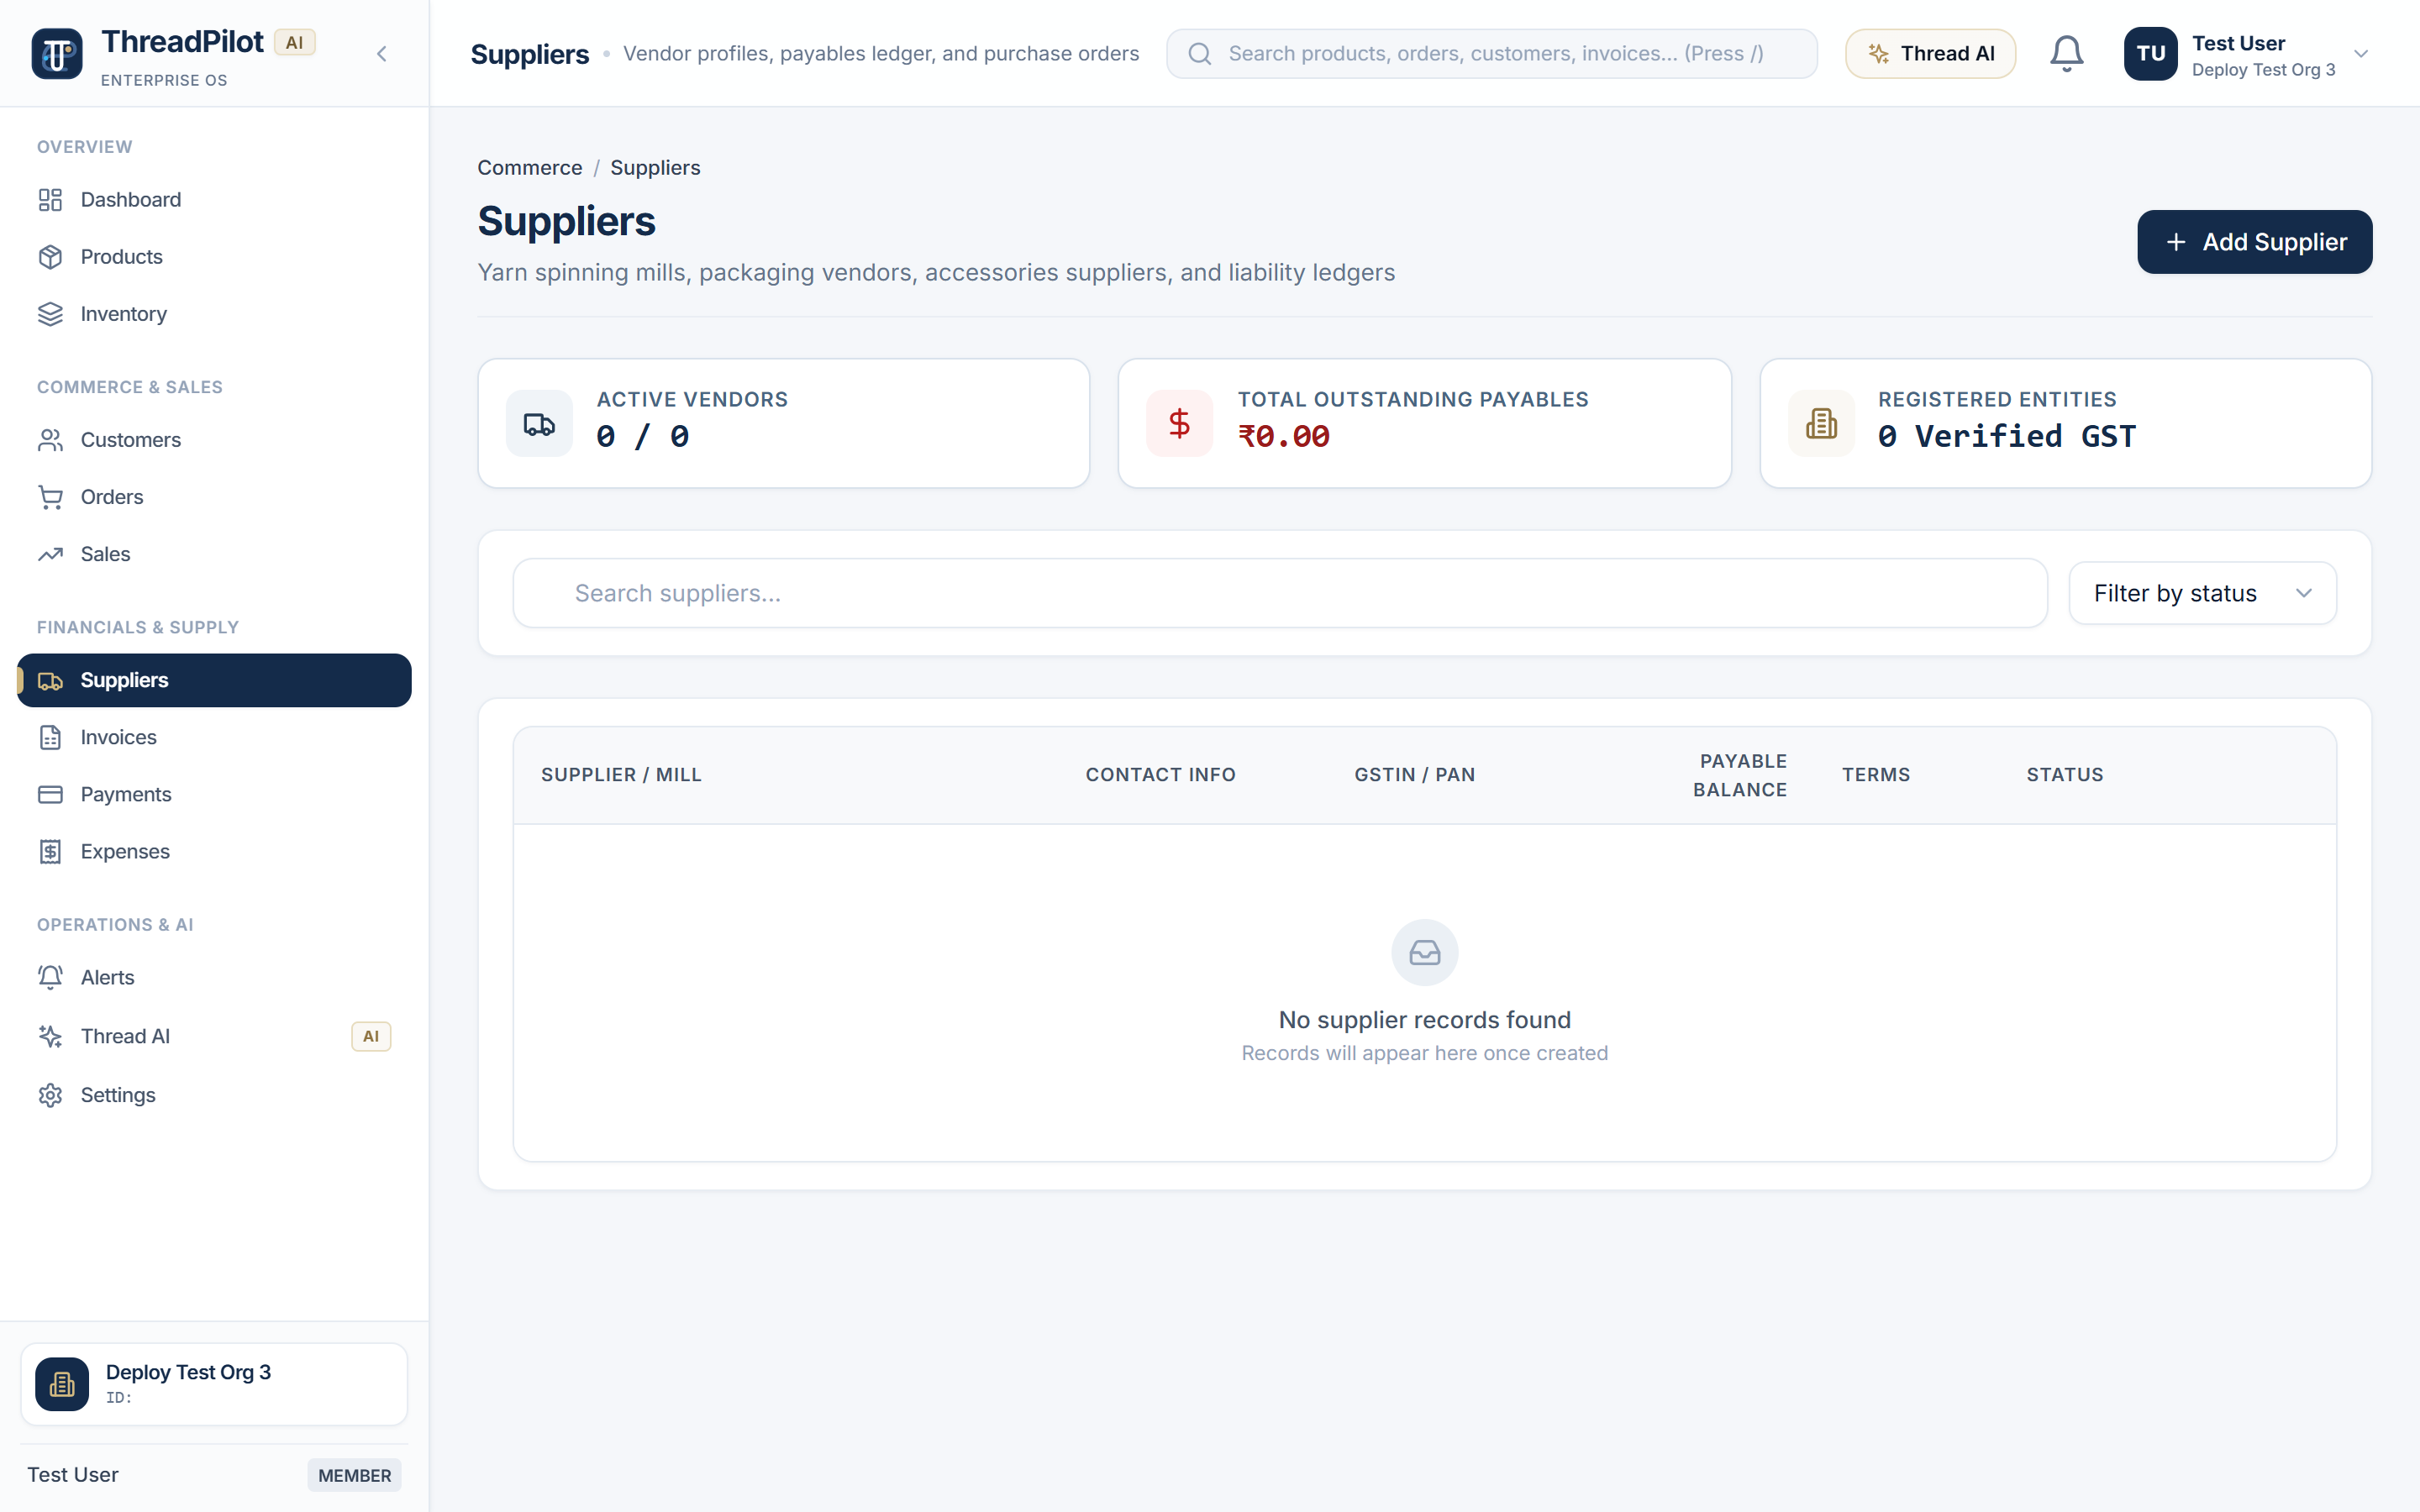 ThreadPilot AI
ENTERPRISE OS
Suppliers • Vendor profiles, payables ledger, and purchase orders
Search products, orders, customers, invoices... (Press /)
Thread AI
TU
Test User
Deploy Test Org 3
OVERVIEW
Dashboard
Products
Inventory
COMMERCE & SALES
Customers
Orders
Sales
FINANCIALS & SUPPLY
Suppliers
Invoices
Payments
Expenses
OPERATIONS & AI
Alerts
Thread AI AI
Settings
Deploy Test Org 3
ID:
Test User MEMBER
Commerce / Suppliers
Suppliers
Yarn spinning mills, packaging vendors, accessories suppliers, and liability ledgers
+ Add Supplier
ACTIVE VENDORS
0 / 0
TOTAL OUTSTANDING PAYABLES
₹0.00
REGISTERED ENTITIES
0 Verified GST
Search suppliers...
Filter by status
SUPPLIER / MILL
CONTACT INFO
GSTIN / PAN
PAYABLE
BALANCE
TERMS
STATUS
No supplier records found
Records will appear here once created